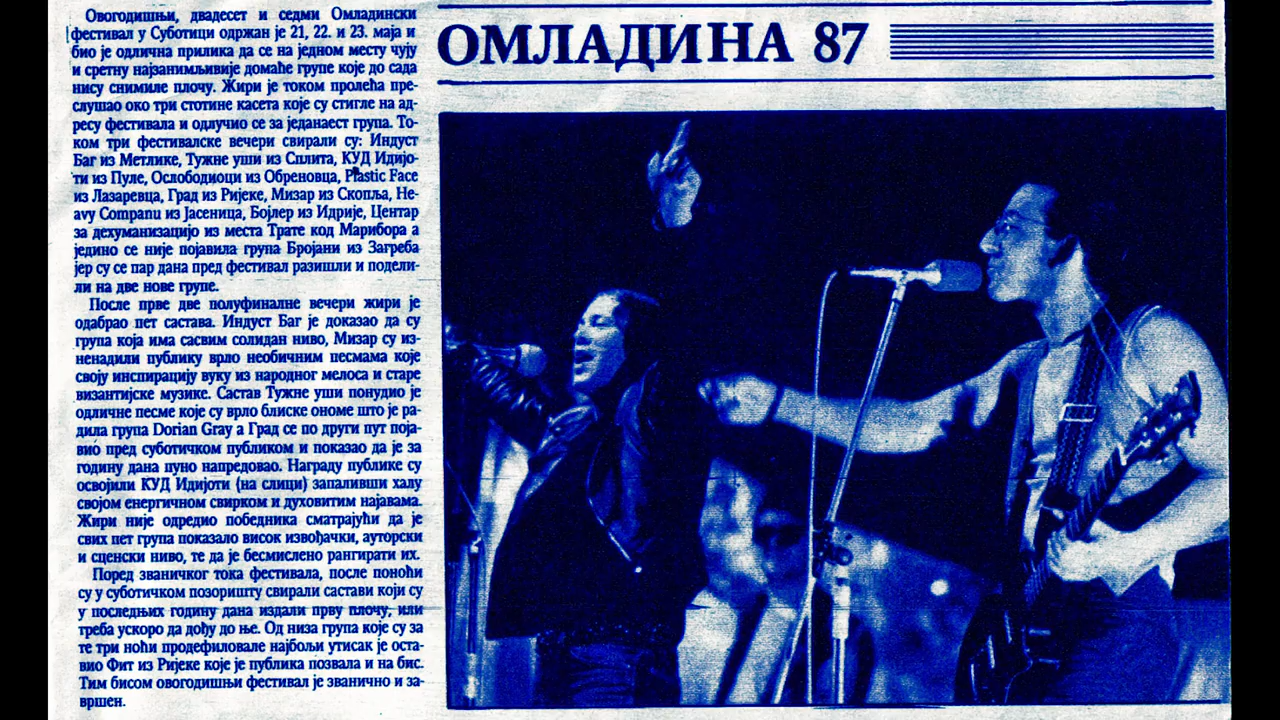 ОМЛАДИНА 87
Овогодишњи, двадесет и седми Омладински
фестивал у Суботици одржан је 21, 22. и 23. маја и
био је одлична прилика да се на једном месту чују
и сретну најзанимљивије домаће групе које до сада
нису снимиле плочу. Жири је током пролећа пре-
слушао око три стотине касета које су стигле на ад-
ресу фестивала и одлучио се за једанаест група. То-
ком три фестивалске вечери свирали су: Индуст
Баг из Метлике, Тужне уши из Сплита, КУД Идијо-
ти из Пуле, Ослободиоци из Обреновца, Plastic Face
из Лазаревца, Град из Ријеке, Мизар из Скопља, He-
avy Companu из Јасеница, Бојлер из Идрије, Центар
за дехуманизацијо из места Трате код Марибора а
једино се није појавила група Бројани из Загреба
јер су се пар дана пред фестивал разишли и подели-
ли на две нове групе.
После прве две полуфиналне вечери жири је
одабрао пет састава. Индуст Баг је доказао да су
група која има сасвим солидан ниво, Мизар су из-
ненадили публику врло необичним песмама које
своју инспирацију вуку из народног мелоса и старе
византијске музике. Састав Тужне уши понудио је
одличне песме које су врло блиске ономе што је ра-
дила група Dorian Gray а Град се по други пут поја-
вио пред суботичком публиком и показао да је за
годину дана пуно напредовао. Награду публике су
освојили КУД Идијоти (на слици) запаливши халу
својом енергичном свирком и духовитим најавама.
Жири није одредио победника сматрајући да је
свих пет група показало висок извођачки, ауторски
и сценски ниво, те да је бесмислено рангирати их.
Поред званичког тока фестивала, после поноћи
су у суботичком позоришту свирали састави који су
у последњих годину дана издали прву плочу, или
треба ускоро да дођу до ње. Од низа група које су за
те три ноћи продефиловале најбољи утисак је оста-
вио Фит из Ријеке које је публика позвала и на бис.
Тим бисом овогодишњи фестивал је званично и за-
вршен.